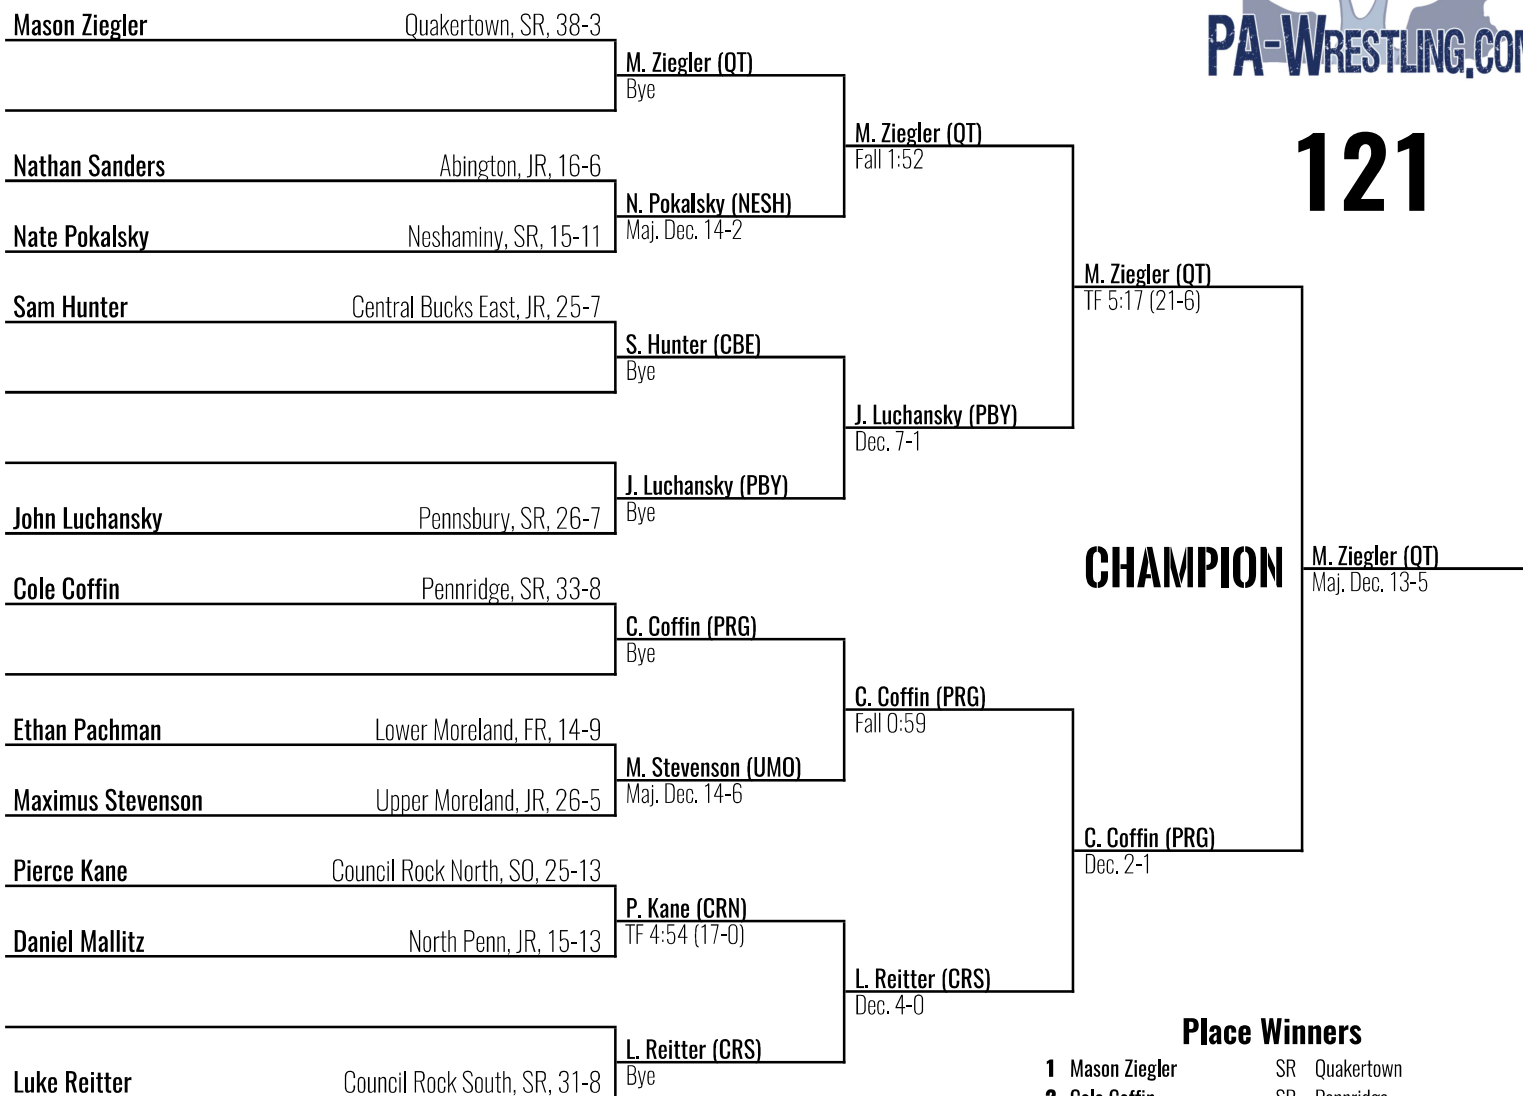 Mason Ziegler Quakertown, SR, 38-3
PA-WRESTLING.COM
M. Ziegler (QT)
Bye
M. Ziegler (QT)
Fall 1:52
121
Nathan Sanders Abington, JR, 16-6
N. Pokalsky (NESH)
Maj. Dec. 14-2
Nate Pokalsky Neshaminy, SR, 15-11
M. Ziegler (QT)
TF 5:17 (21-6)
Sam Hunter Central Bucks East, JR, 25-7
S. Hunter (CBE)
Bye
J. Luchansky (PBY)
Dec. 7-1
J. Luchansky (PBY)
Bye
John Luchansky Pennsbury, SR, 26-7
CHAMPION
M. Ziegler (QT)
Maj. Dec. 13-5
Cole Coffin Pennridge, SR, 33-8
C. Coffin (PRG)
Bye
C. Coffin (PRG)
Fall 0:59
Ethan Pachman Lower Moreland, FR, 14-9
M. Stevenson (UMO)
Maj. Dec. 14-6
Maximus Stevenson Upper Moreland, JR, 26-5
C. Coffin (PRG)
Dec. 2-1
Pierce Kane Council Rock North, SO, 25-13
P. Kane (CRN)
TF 4:54 (17-0)
Daniel Mallitz North Penn, JR, 15-13
L. Reitter (CRS)
Dec. 4-0
L. Reitter (CRS)
Bye
Luke Reitter Council Rock South, SR, 31-8
Place Winners
1 Mason Ziegler SR Quakertown
2 Cole Coffin SR Pennridge